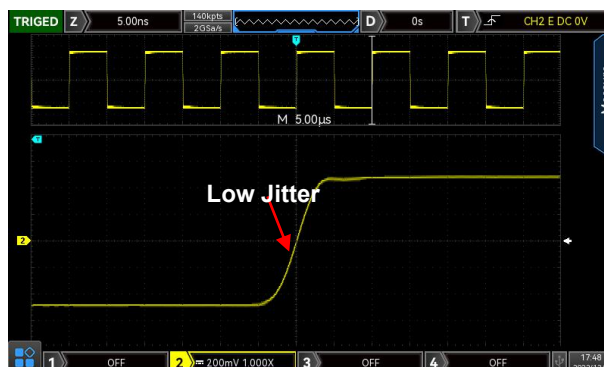 TRIGED Z 5.00ns 140kpts D 0s T CH2 E DC 0V
2GSa/s
T
M 5.00μs
T
Low Jitter
2
1 OFF 2 200mV 1.000X 3 OFF 4 OFF 17:48